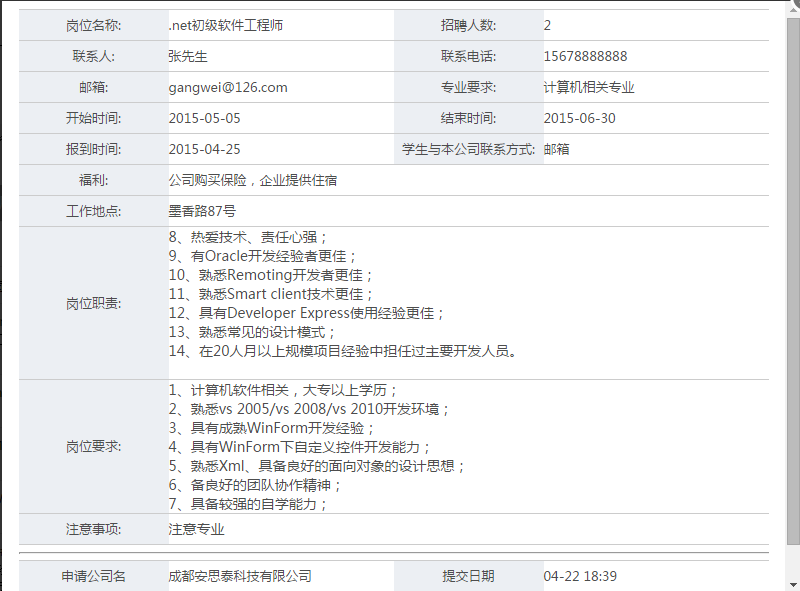 岗位名称: .net初级软件工程师 招聘人数: 2
联系人: 张先生 联系电话: 15678888888
邮箱: gangwei@126.com 专业要求: 计算机相关专业
开始时间: 2015-05-05 结束时间: 2015-06-30
报到时间: 2015-04-25 学生与本公司联系方式: 邮箱
福利: 公司购买保险，企业提供住宿
工作地点: 墨香路87号
岗位职责:
8、热爱技术、责任心强；
9、有Oracle开发经验者更佳；
10、熟悉Remoting开发者更佳；
11、熟悉Smart client技术更佳；
12、具有Developer Express使用经验更佳；
13、熟悉常见的设计模式；
14、在20人月以上规模项目经验中担任过主要开发人员。
岗位要求:
1、计算机软件相关，大专以上学历；
2、熟悉vs 2005/vs 2008/vs 2010开发环境；
3、具有成熟WinForm开发经验；
4、具有WinForm下自定义控件开发能力；
5、熟悉Xml、具备良好的面向对象的设计思想；
6、备良好的团队协作精神；
7、具备较强的自学能力；
注意事项: 注意专业
申请公司名 成都安思泰科技有限公司 提交日期 04-22 18:39